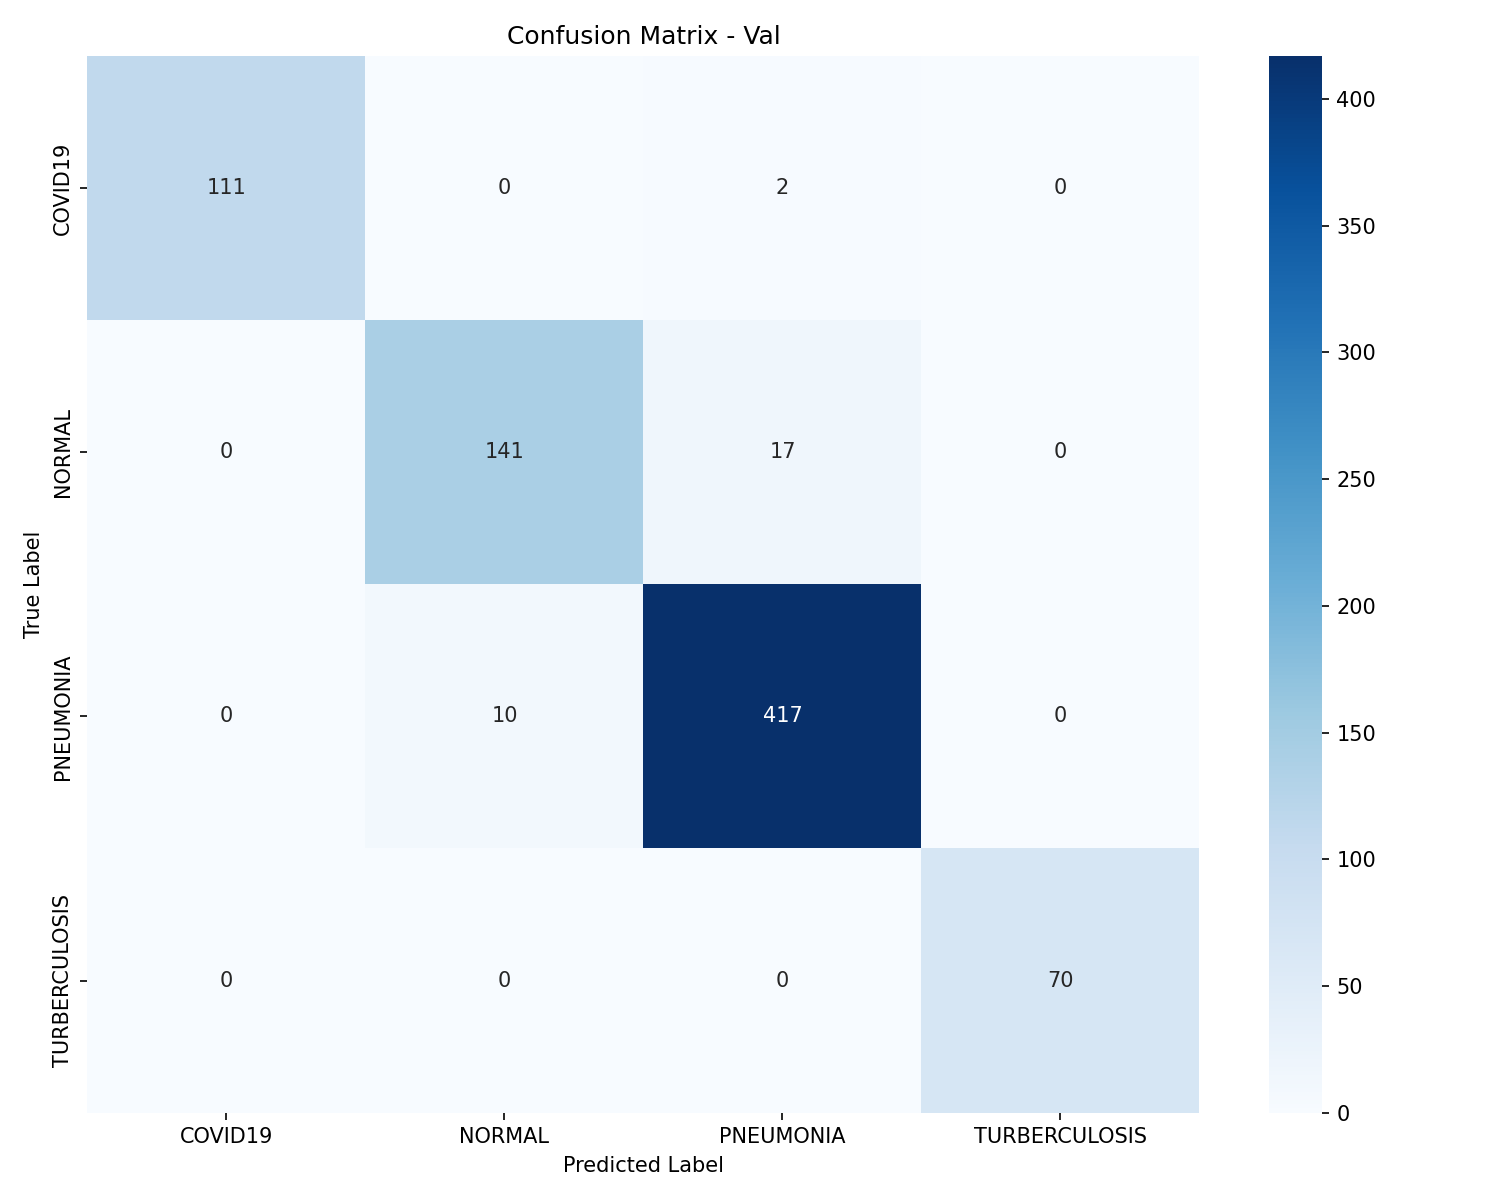 Confusion Matrix - Val
COVID19
111
0
2
0
NORMAL
0
141
17
0
PNEUMONIA
0
10
417
0
TURBERCULOSIS
0
0
0
70
True Label
COVID19
NORMAL
PNEUMONIA
TURBERCULOSIS
Predicted Label
400
350
300
250
200
150
100
50
0